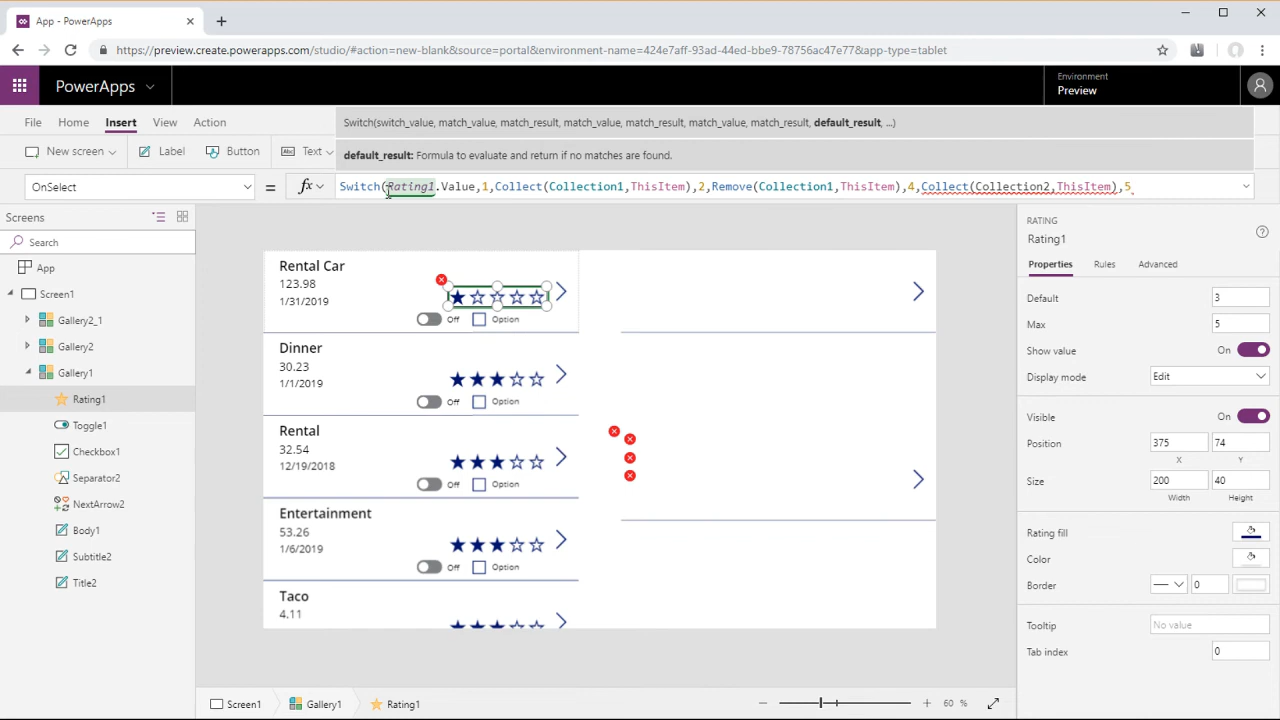 App - PowerApps
https://preview.create.powerapps.com/studio/#action=new-blank&source=portal&environment-name=424e7aff-93ad-44ed-bbe9-78756ac47e77&app-type=tablet
PowerApps
Environment
Preview
File Home Insert View Action
Switch(switch_value, match_value, match_result, match_value, match_result, match_value, match_result, default_result, ...)
New screen Label Button Text
default_result: Formula to evaluate and return if no matches are found.
OnSelect = fx Switch(Rating1.Value,1,Collect(Collection1,ThisItem),2,Remove(Collection1,ThisItem),4,Collect(Collection2,ThisItem),5
Screens
Search
App
Screen1
Gallery2_1
Gallery2
Gallery1
Rating1
Toggle1
Checkbox1
Separator2
NextArrow2
Body1
Subtitle2
Title2
Rental Car
123.98
1/31/2019
Off Option
Dinner
30.23
1/1/2019
Off Option
Rental
32.54
12/19/2018
Off Option
Entertainment
53.26
1/6/2019
Off Option
Taco
4.11
RATING
Rating1
Properties Rules Advanced
Default 3
Max 5
Show value On
Display mode Edit
Visible On
Position 375 74
X Y
Size 200 40
Width Height
Rating fill
Color
Border 0
Tooltip No value
Tab index 0
Screen1 Gallery1 Rating1
60 %